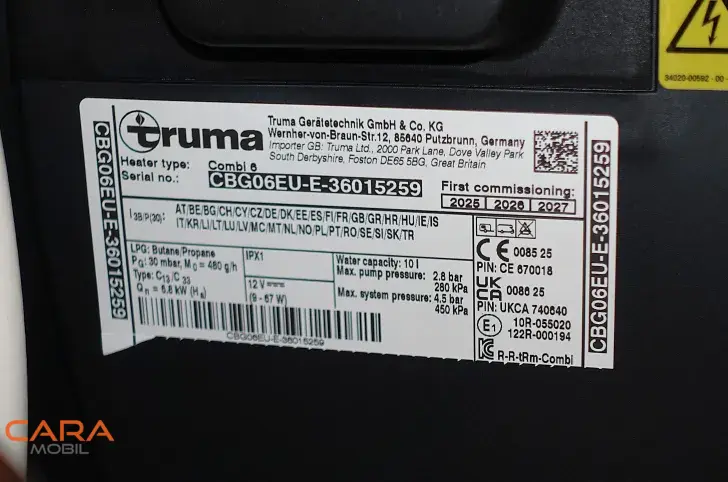 34020-00592 - 00 -
truma
Truma Gerätetechnik GmbH & Co. KG
Wernher-von-Braun-Str.12, 85640 Putzbrunn, Germany
Importer GB: Truma Ltd., 2000 Park Lane, Dove Valley Park
South Derbyshire, Foston DE65 5BG, Great Britain
Heater type: Combi 6
Serial no.: CBG06EU-E-36015259
First commissioning:
2025 | 2026 | 2027
I3B/P(30): AT/BE/BG/CH/CY/CZ/DE/DK/EE/ES/FI/FR/GB/GR/HR/HU/IE/IS
IT/KR/LI/LT/LU/LV/MC/MT/NL/NO/PL/PT/RO/SE/SI/SK/TR
LPG: Butane/Propane
PG: 30 mbar, M0 = 480 g/h
Type: C13/C 33
Qn = 5.8 kW (Hs)
IPX1
12 V
(9 - 67 W)
Water capacity: 10 l
Max. pump pressure: 2.8 bar
280 kPa
Max. system pressure: 4.5 bar
450 kPa
CE 0085 25
PIN: CE 670018
UKCA 0086 25
PIN: UKCA 740640
E1 10R-055020
122R-000194
R-R-tRm-Combi
CBG06EU-E-36015259
CBG06EU-E-36015259
CBG06EU-E-36015259
CARA
MOBIL